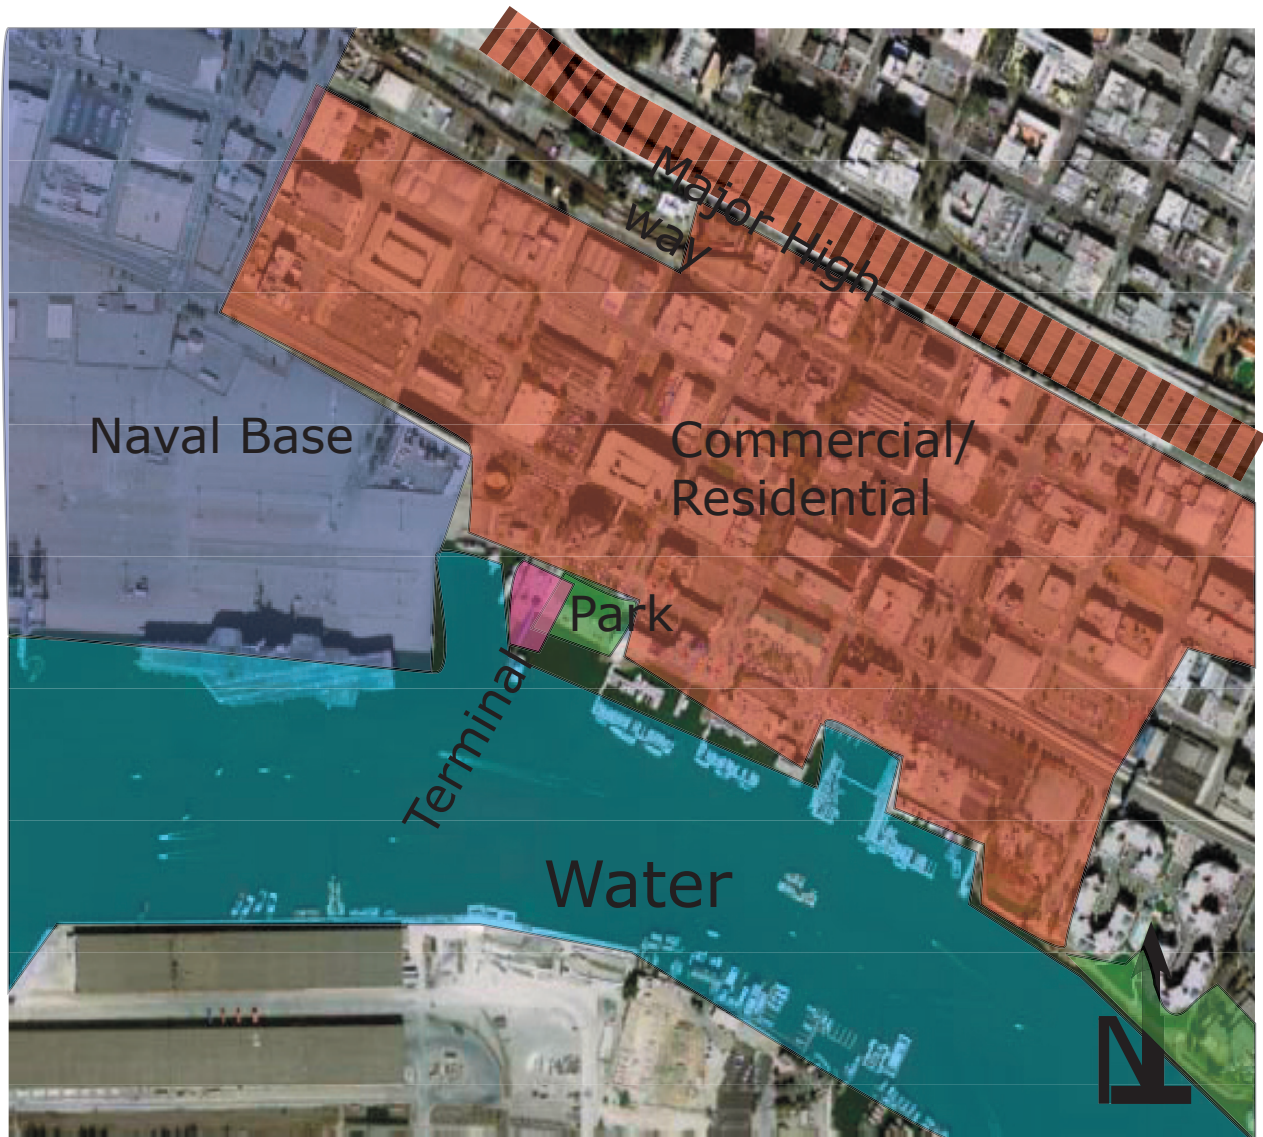 Major High-
way
Naval Base
Commercial/
Residential
Park
Terminal
Water
N